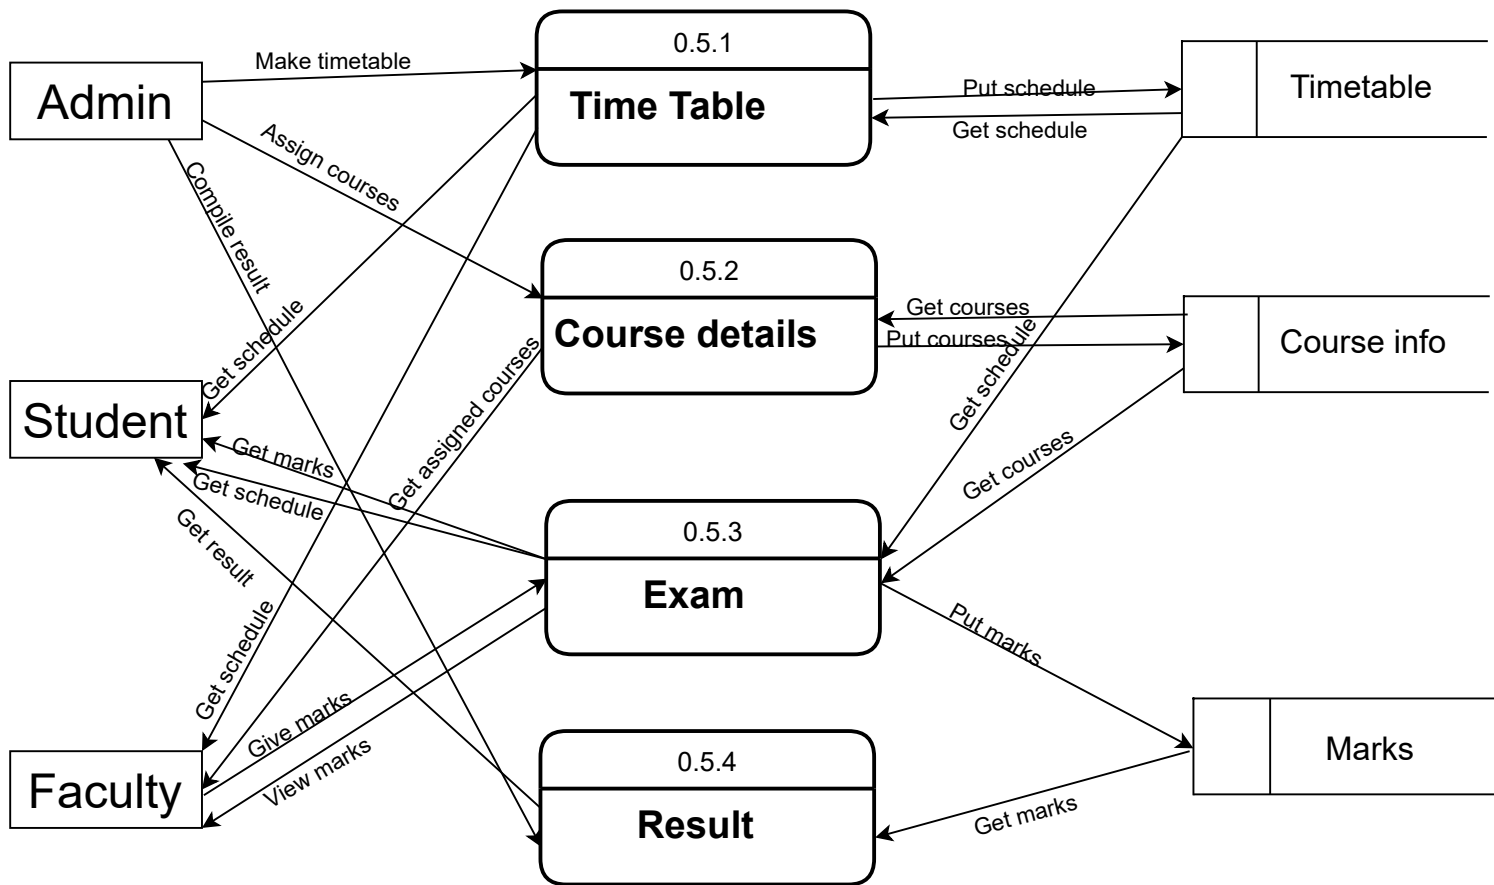 0.5.1
Make timetable
Admin
Time Table
Put schedule
Get schedule
Timetable
Assign courses
Compile result
0.5.2
Course details
Get courses
Put courses
Course info
Get schedule
Get schedule
Get courses
Student
Get marks
Get schedule
Get result
Get assigned courses
0.5.3
Exam
Put marks
Get schedule
Give marks
View marks
Faculty
0.5.4
Result
Get marks
Marks